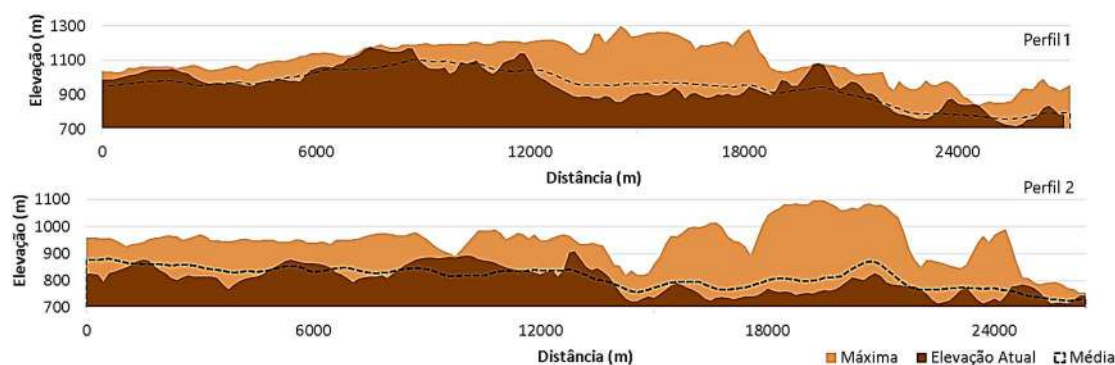 Elevação (m)
1300
1100
900
700
Perfil 1
0 6000 12000 18000 24000
Distância (m)
Perfil 2
Elevação (m)
1100
1000
900
800
700
0 6000 12000 18000 24000
Distância (m)
Máxima Elevação Atual Média